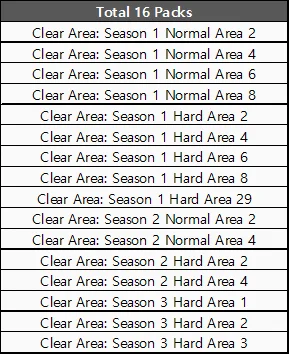 Total 16 Packs
Clear Area: Season 1 Normal Area 2
Clear Area: Season 1 Normal Area 4
Clear Area: Season 1 Normal Area 6
Clear Area: Season 1 Normal Area 8
Clear Area: Season 1 Hard Area 2
Clear Area: Season 1 Hard Area 4
Clear Area: Season 1 Hard Area 6
Clear Area: Season 1 Hard Area 8
Clear Area: Season 1 Hard Area 29
Clear Area: Season 2 Normal Area 2
Clear Area: Season 2 Normal Area 4
Clear Area: Season 2 Hard Area 2
Clear Area: Season 2 Hard Area 4
Clear Area: Season 3 Hard Area 1
Clear Area: Season 3 Hard Area 2
Clear Area: Season 3 Hard Area 3